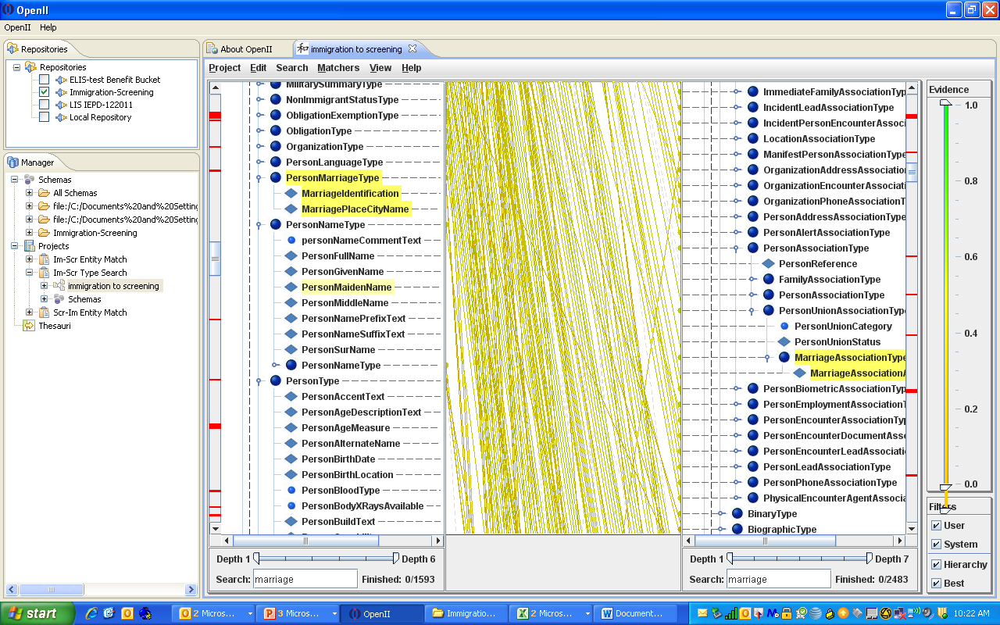 OpenII
OpenII Help
Repositories
Repositories
ELIS-test Benefit Bucket
Immigration-Screening
LIS IEPD-122011
Local Repository
Manager
Schemas
All Schemas
file:/C:/Documents%20and%20Setting
file:/C:/Documents%20and%20Setting
Immigration-Screening
Projects
Im-Scr Entity Match
Im-Scr Type Search
immigration to screening
Schemas
Scr-Im Entity Match
Thesauri
About OpenII
immigration to screening
Project Edit Search Matchers View Help
MilitarySummaryType
NonImmigrantStatusType
ObligationExemptionType
ObligationType
OrganizationType
PersonLanguageType
PersonMarriageType
MarriageIdentification
MarriagePlaceCityName
PersonNameType
personNameCommentText
PersonFullName
PersonGivenName
PersonMaidenName
PersonMiddleName
PersonNamePrefixText
PersonNameSuffixText
PersonSurName
PersonNameType
PersonType
PersonAccentText
PersonAgeDescriptionText
PersonAgeMeasure
PersonAlternateName
PersonBirthDate
PersonBirthLocation
PersonBloodType
PersonBodyXRaysAvailable
PersonBuildText
Depth 1 Depth 6
Search: marriage Finished: 0/1593
ImmediateFamilyAssociationTyp
IncidentLeadAssociationType
IncidentPersonEncounterAssoci
LocationAssociationType
ManifestPersonAssociationType
OrganizationAddressAssociation
OrganizationEncounterAssociati
OrganizationPhoneAssociationT
PersonAddressAssociationType
PersonAlertAssociationType
PersonAssociationType
PersonReference
FamilyAssociationType
PersonAssociationType
PersonUnionAssociationType
PersonUnionCategory
PersonUnionStatus
MarriageAssociationType
MarriageAssociationA
PersonBiometricAssociationTyp
PersonEmploymentAssociationT
PersonEncounterAssociationTyp
PersonEncounterDocumentAsso
PersonEncounterLeadAssociati
PersonLeadAssociationType
PersonPhoneAssociationType
PhysicalEncounterAgentAssocia
BinaryType
BiographicType
Depth 1 Depth 7
Search: marriage Finished: 0/2483
Evidence
1.0
0.8
0.6
0.4
0.2
0.0
Filters
User
System
Hierarchy
Best
start
2 Micros...
3 Micros...
OpenII
Immigratio...
2 Micros...
Document...
10:22 AM